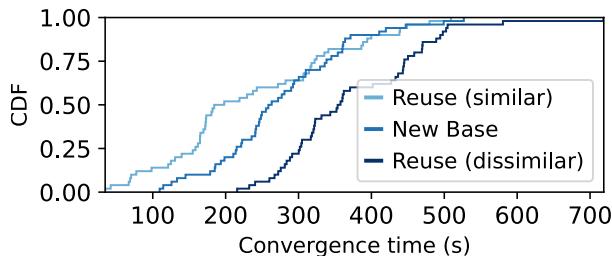 1.00
0.75
0.50
0.25
0.00
CDF
Reuse (similar)
New Base
Reuse (dissimilar)
100 200 300 400 500 600 700
Convergence time (s)